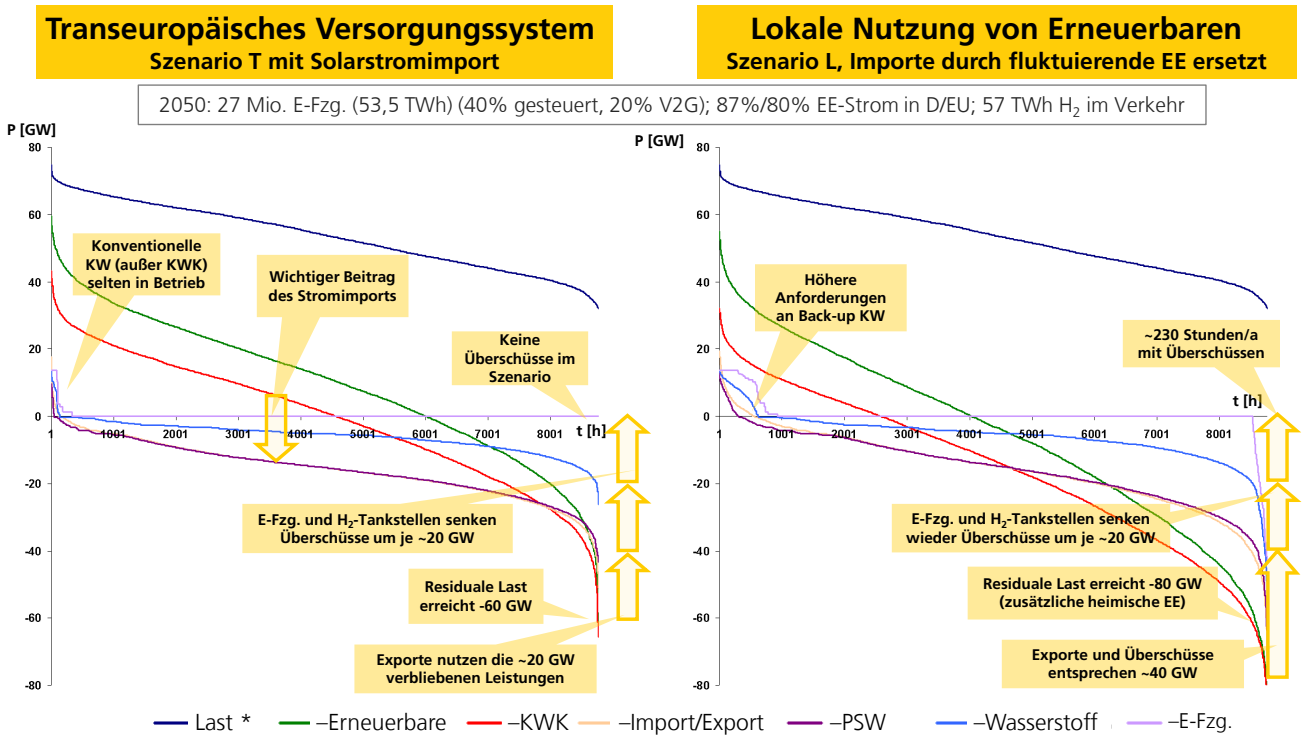 Transeuropäisches Versorgungssystem
Szenario T mit Solarstromimport
Lokale Nutzung von Erneuerbaren
Szenario L, Importe durch fluktuierende EE ersetzt
2050: 27 Mio. E-Fzg. (53,5 TWh) (40% gesteuert, 20% V2G); 87%/80% EE-Strom in D/EU; 57 TWh H₂ im Verkehr
P [GW]
80
60
40
20
0
-20
-40
-60
-80
1
1001
2001
3001
4001
5001
6001
7001
8001
t [h]
Konventionelle
KW (außer KWK)
selten in Betrieb
Wichtiger Beitrag
des Stromimports
Keine
Überschüsse im
Szenario
E-Fzg. und H₂-Tankstellen senken
Überschüsse um je ~20 GW
Residuale Last
erreicht -60 GW
Exporte nutzen die ~20 GW
verbliebenen Leistungen
P [GW]
80
60
40
20
0
-20
-40
-60
-80
1
1001
2001
3001
4001
5001
6001
7001
8001
t [h]
Höhere
Anforderungen
an Back-up KW
~230 Stunden/a
mit Überschüssen
E-Fzg. und H₂-Tankstellen senken
wieder Überschüsse um je ~20 GW
Residuale Last erreicht -80 GW
(zusätzliche heimische EE)
Exporte und Überschüsse
entsprechen ~40 GW
Last * –Erneuerbare –KWK –Import/Export –PSW –Wasserstoff –E-Fzg.